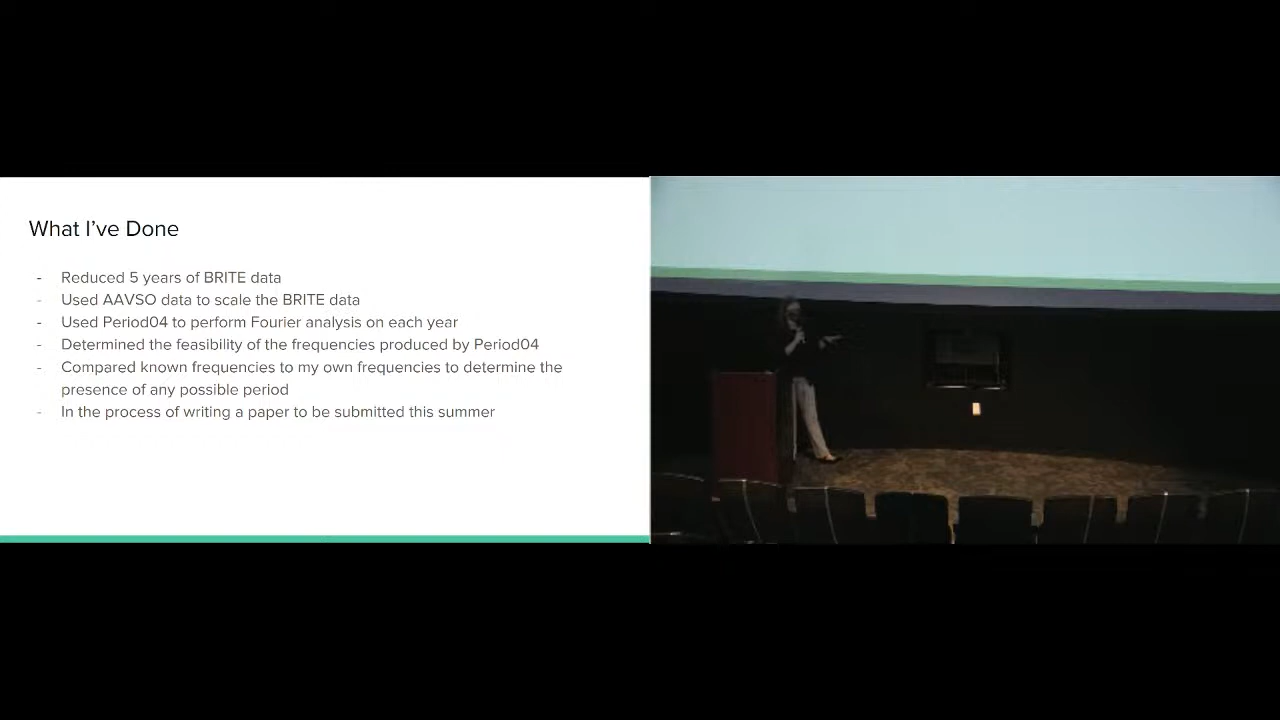 What I've Done
- Reduced 5 years of BRITE data
- Used AAVSO data to scale the BRITE data
- Used Period04 to perform Fourier analysis on each year
- Determined the feasibility of the frequencies produced by Period04
- Compared known frequencies to my own frequencies to determine the
presence of any possible period
- In the process of writing a paper to be submitted this summer